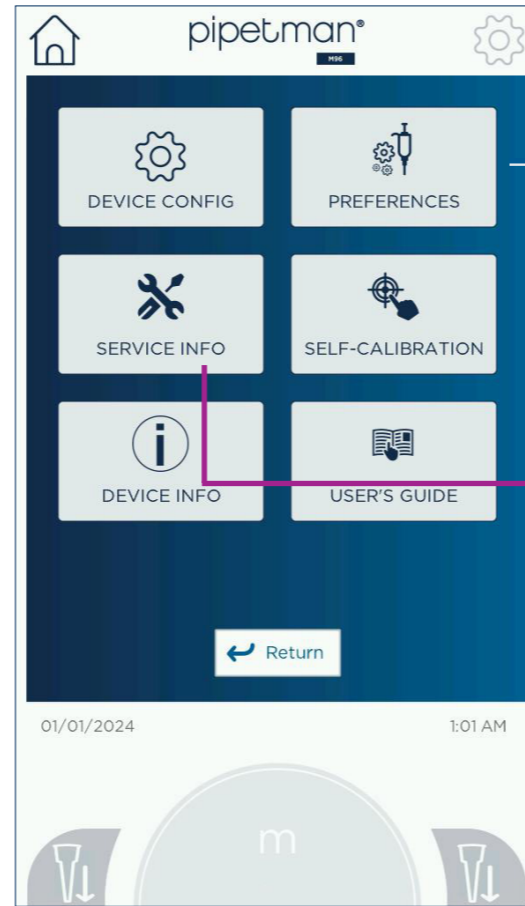 pipetman®
M96
DEVICE CONFIG
PREFERENCES
SERVICE INFO
SELF-CALIBRATION
DEVICE INFO
USER'S GUIDE
Return
01/01/2024
1:01 AM
m